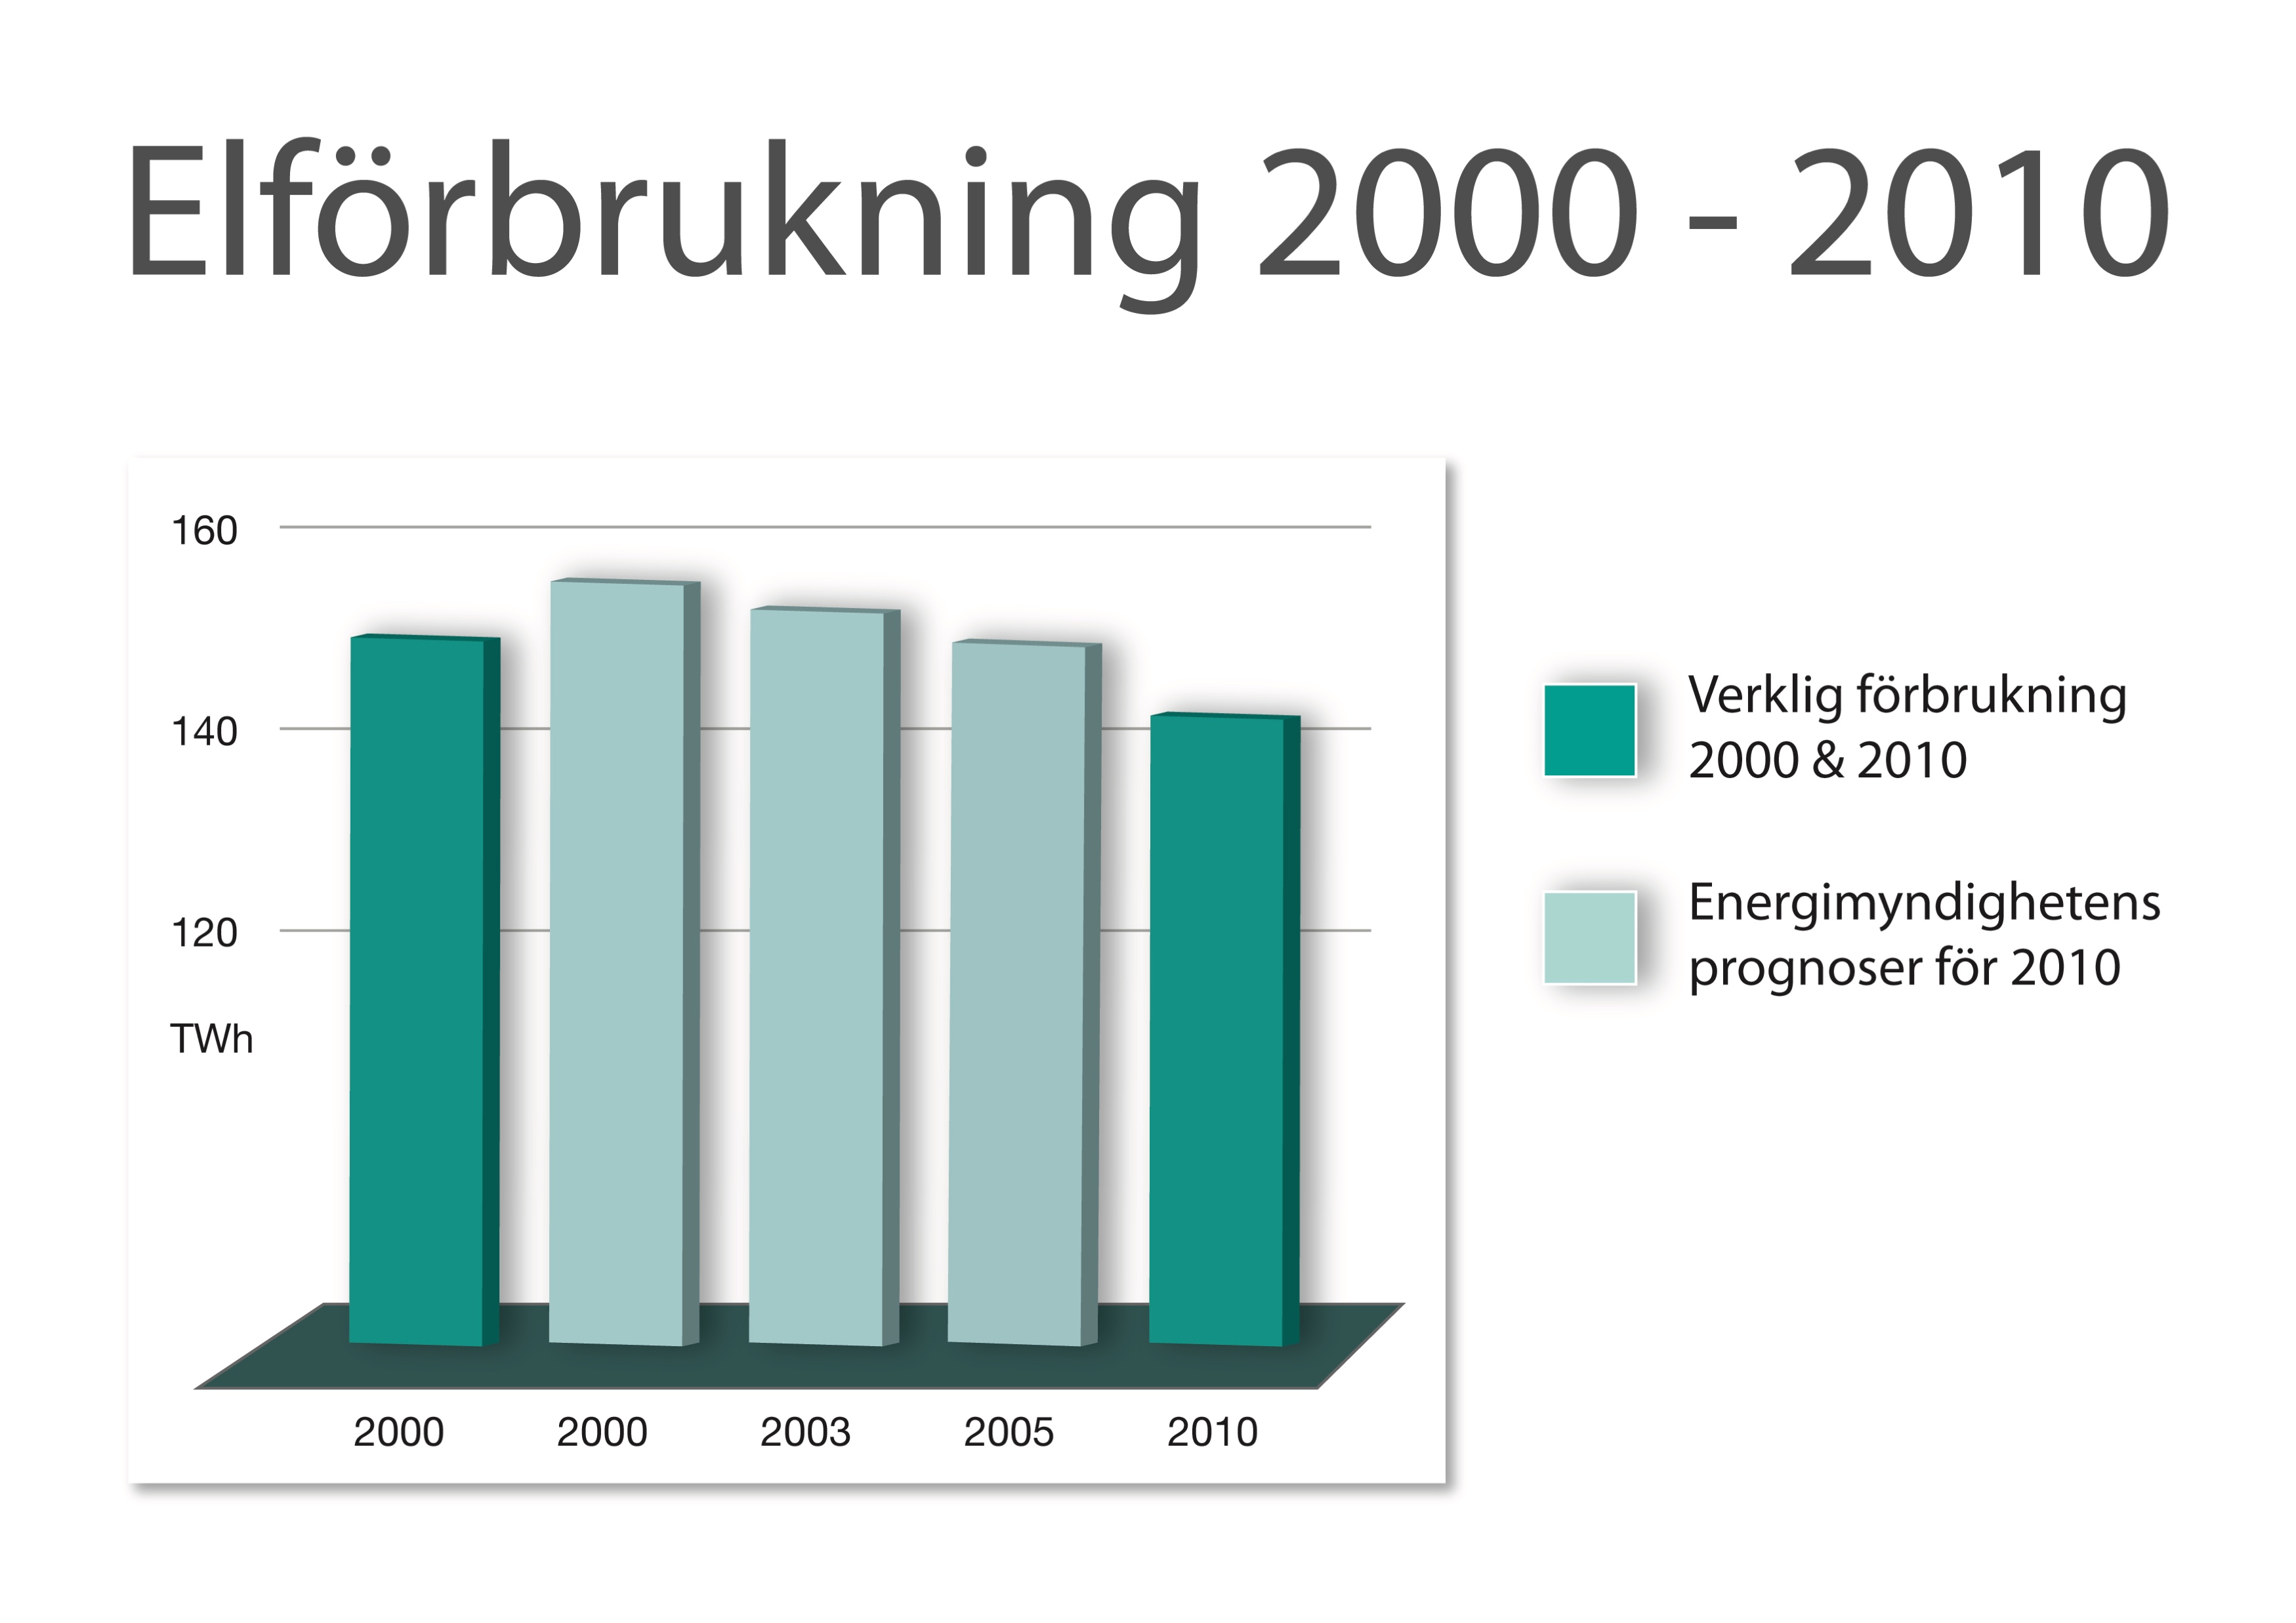 Elförbrukning 2000 - 2010
160
140
120
TWh
2000 2000 2003 2005 2010
Verklig förbrukning
2000 & 2010
Energimyndighetens
prognoser för 2010